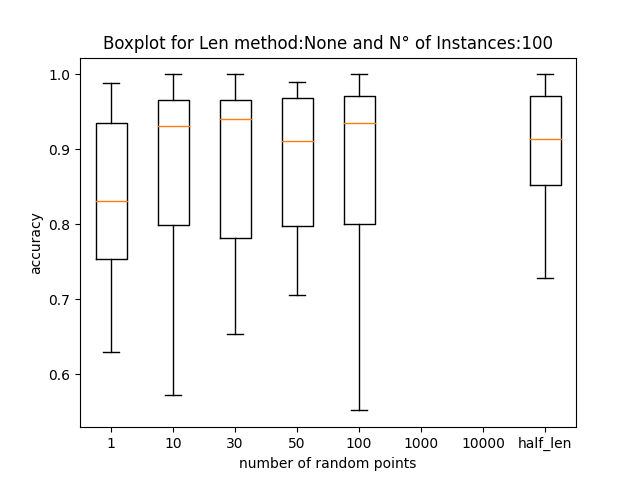 Boxplot for Len method:None and N° of Instances:100
1.0
0.9
0.8
0.7
0.6
accuracy
1 10 30 50 100 1000 10000 half_len
number of random points